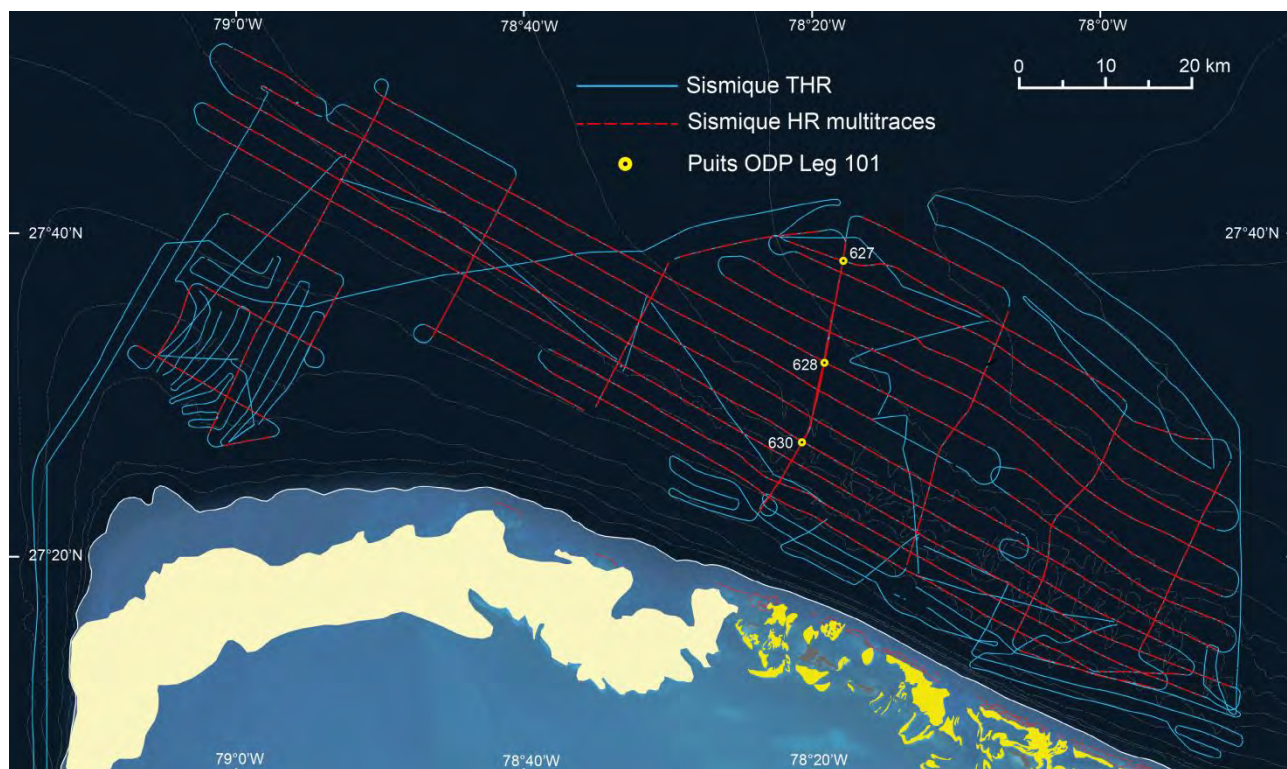 79°0'W
78°40'W
78°20'W
78°0'W
0 10 20 km
Sismique THR
Sismique HR multitraces
Puits ODP Leg 101
27°40'N
27°40'N
627
628
630
27°20'N
27°20'N
79°0'W
78°40'W
78°20'W
78°0'W